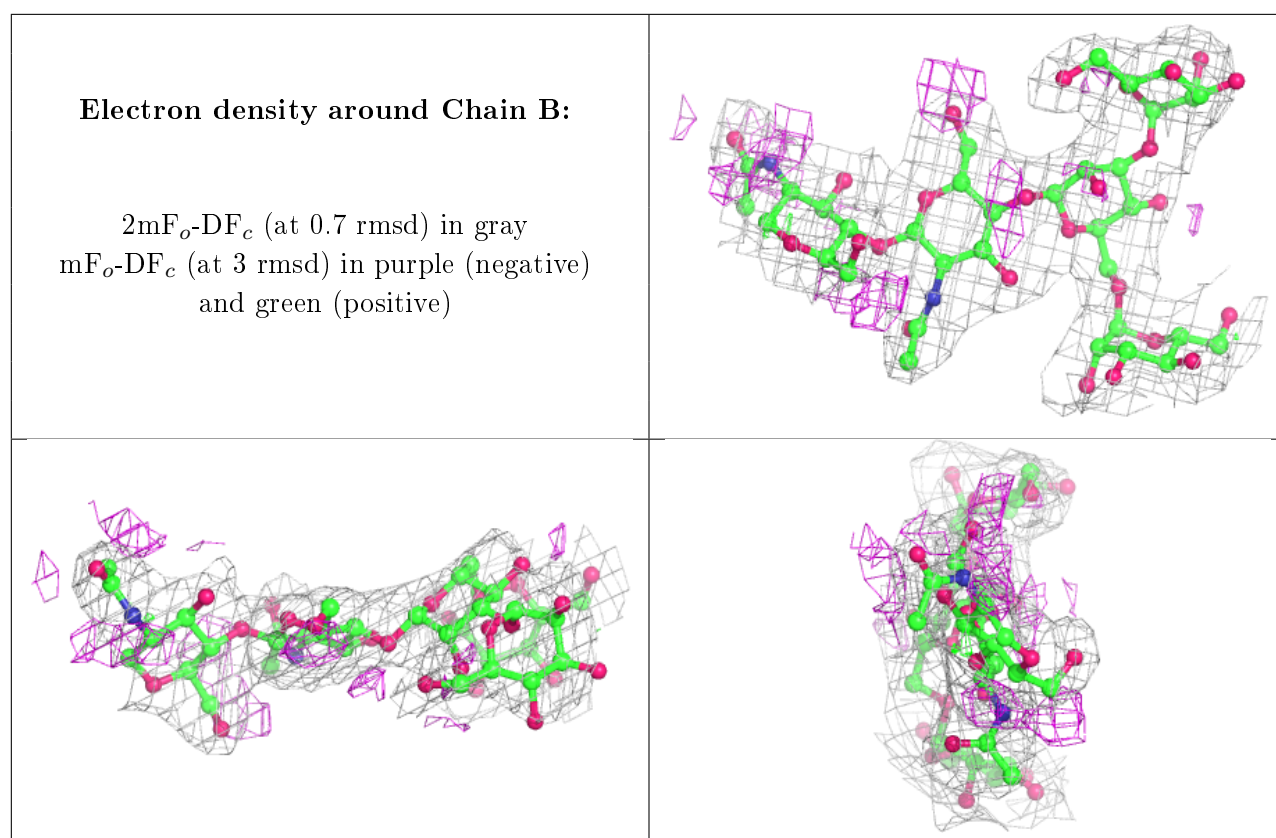 Electron density around Chain B:
2mFₒ-DF𝒸 (at 0.7 rmsd) in gray
mFₒ-DF𝒸 (at 3 rmsd) in purple (negative)
and green (positive)